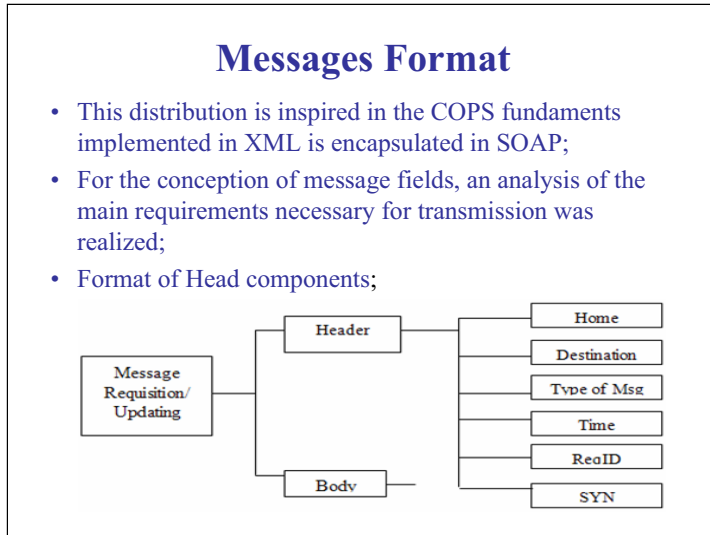 Messages Format
• This distribution is inspired in the COPS fundaments
implemented in XML is encapsulated in SOAP;
• For the conception of message fields, an analysis of the
main requirements necessary for transmission was
realized;
• Format of Head components;
Message
Requisition/
Updating
Header
Body
Home
Destination
Type of Msg
Time
ReqID
SYN